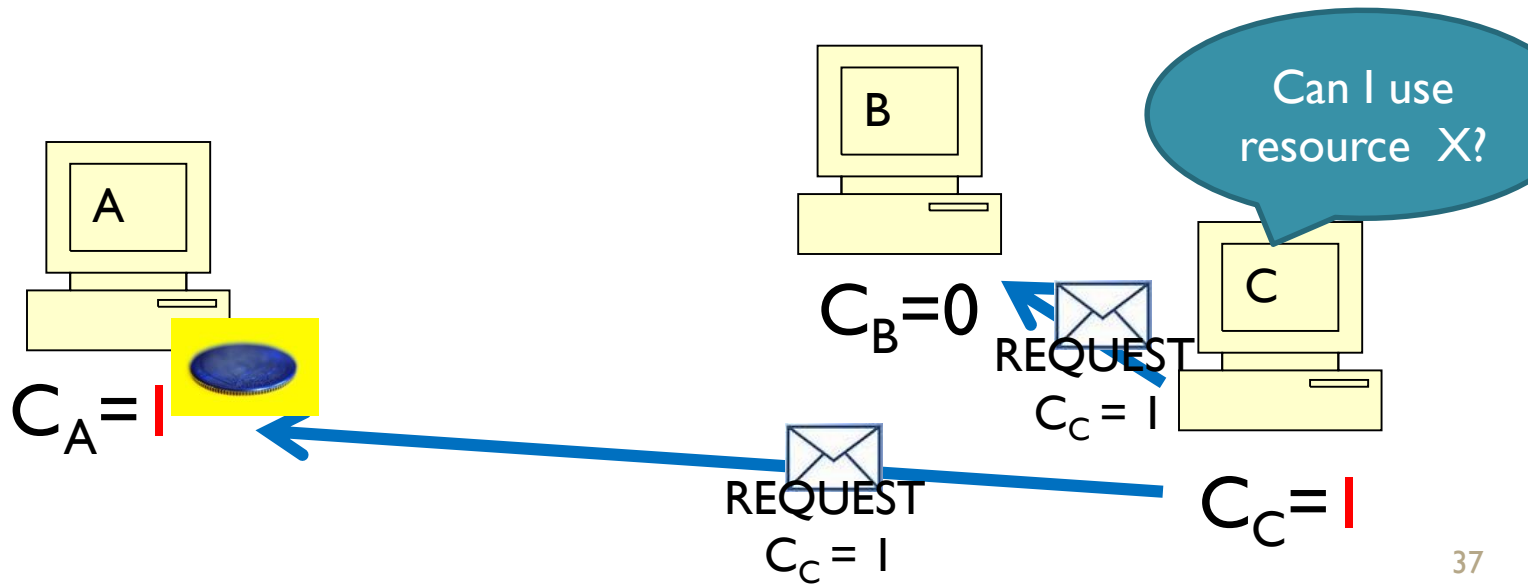 B
Can I use
resource X?
A
C
C_B=0
REQUEST
C_C = 1
C_A=1
REQUEST
C_C = 1
C_C=1
37